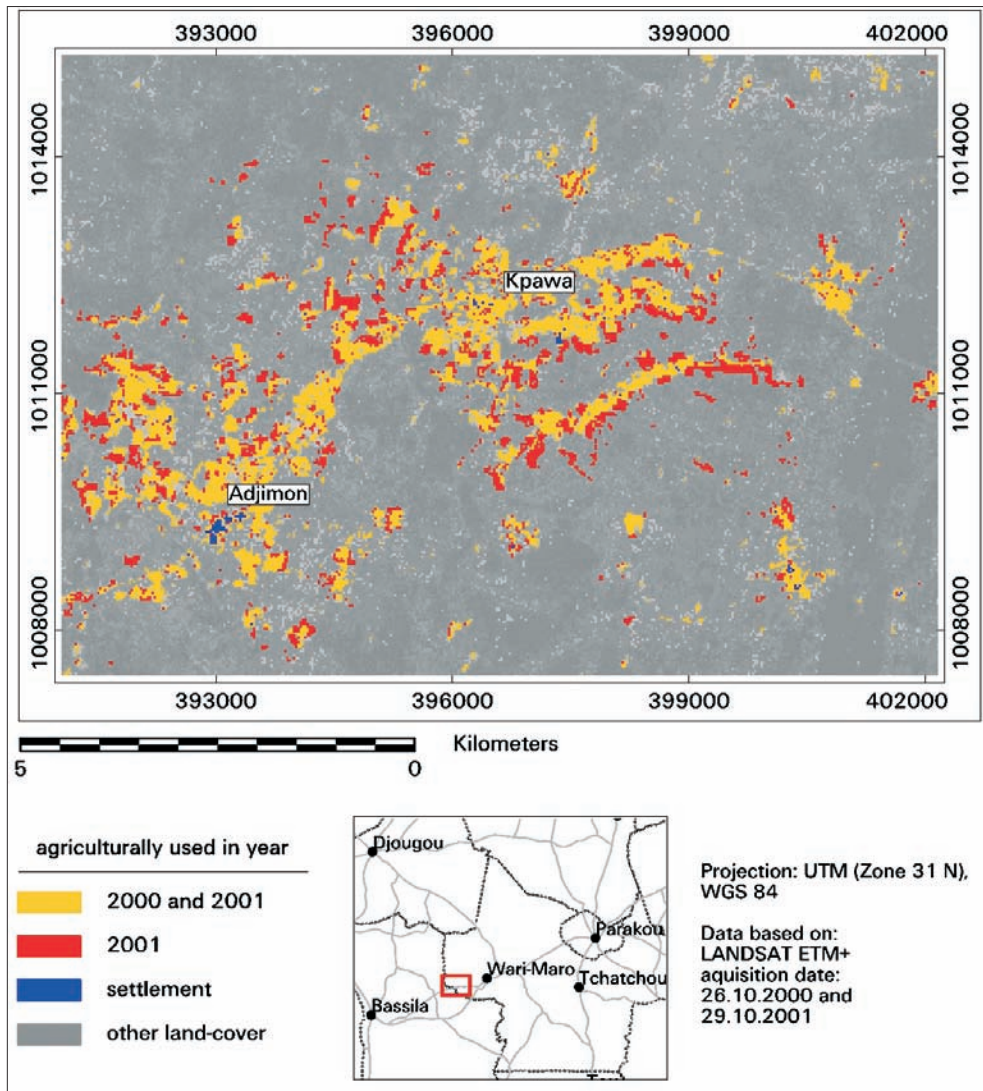 393000 396000 399000 402000
1014000 1014000
1011000 1011000
1008000 1008000
Kpawa
Adjimon
393000 396000 399000 402000
Kilometers
5 0
agriculturally used in year
2000 and 2001
2001
settlement
other land-cover
Djougou
Parakou
Wari-Maro
Tchatchou
Bassila
Projection: UTM (Zone 31 N),
WGS 84
Data based on:
LANDSAT ETM+
aquisition date:
26.10.2000 and
29.10.2001